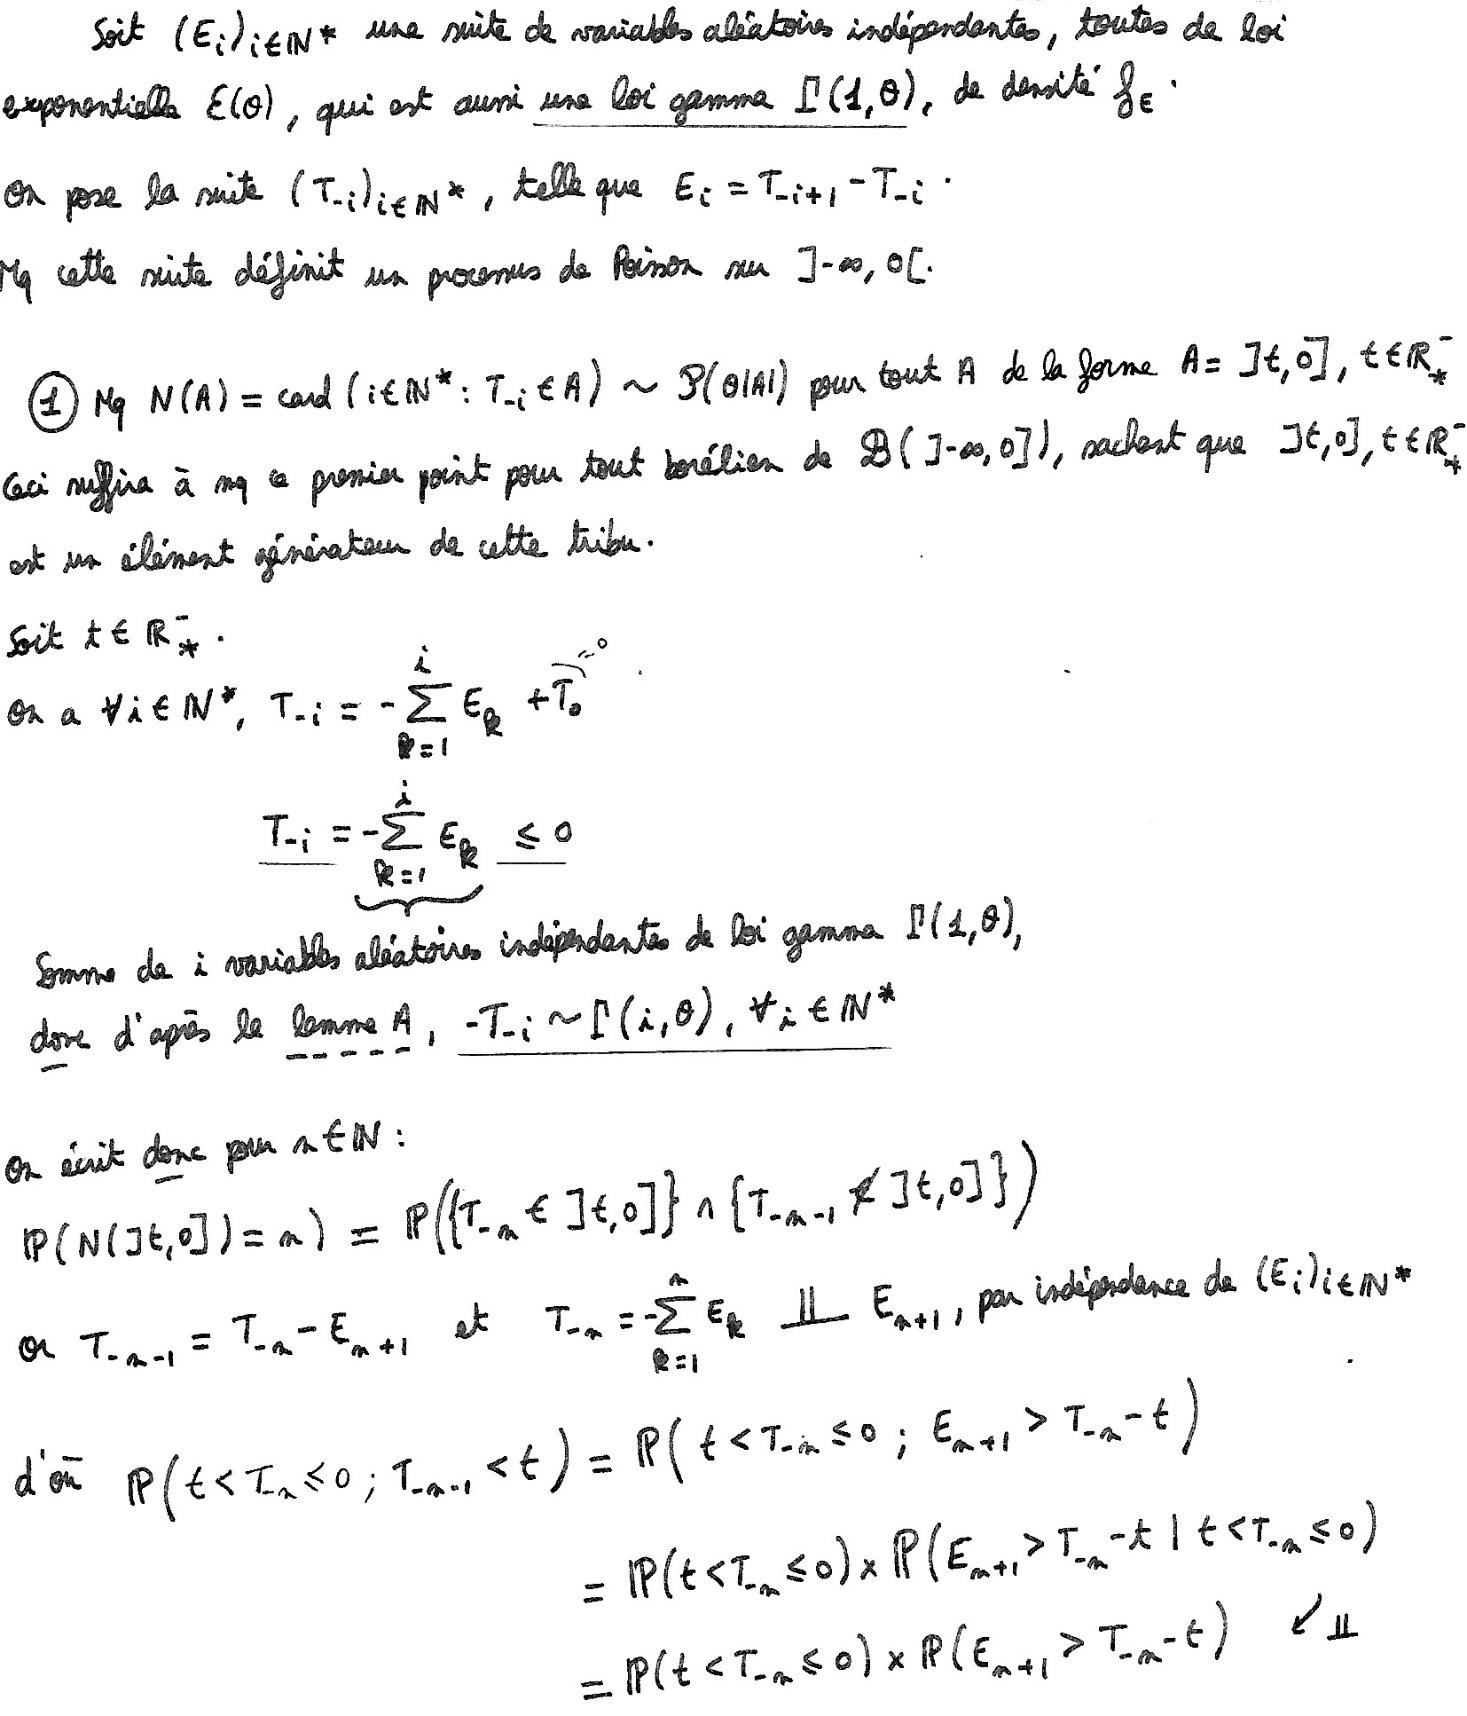 Soit (E_i)_{i∈ℕ*} une suite de variables aléatoires indépendantes, toutes de loi
exponentielle ℰ(θ), qui est aussi une loi gamma Γ(1,θ), de densité f_E.
On pose la suite (T_{-i})_{i∈ℕ*}, telle que E_i = T_{-i+1} - T_{-i}.
Mq cette suite définit un processus de Poisson sur ]-∞, 0[.
① Mq N(A) = card (i∈ℕ* : T_{-i} ∈ A) ~ 𝒫(θ|A|) pour tout A de la forme A = ]t,0], t∈ℝ_*^-
Ceci suffira à mq ce premier point pour tout borélien de ℬ(]-∞,0]), sachant que ]t,0], t∈ℝ_*^-
est un élément générateur de cette tribu.
Soit t ∈ ℝ_*^-.
On a ∀i∈ℕ*, T_{-i} = - ∑_{k=1}^{i} E_k + T_0 (=0)
T_{-i} = - ∑_{k=1}^{i} E_k ≤ 0
Somme de i variables aléatoires indépendantes de loi gamma Γ(1,θ),
donc d'après le lemme A, -T_{-i} ~ Γ(i,θ), ∀i∈ℕ*
On écrit donc pour n∈ℕ :
ℙ(N(]t,0]) = n) = ℙ({T_{-n} ∈ ]t,0]} ∩ {T_{-n-1} ∉ ]t,0]})
or T_{-n-1} = T_{-n} - E_{n+1} et T_{-n} = - ∑_{k=1}^{n} E_k ⫫ E_{n+1}, par indépendance de (E_i)_{i∈ℕ*}
d'où ℙ(t < T_{-n} ≤ 0 ; T_{-n-1} < t) = ℙ(t < T_{-n} ≤ 0 ; E_{n+1} > T_{-n} - t)
= ℙ(t < T_{-n} ≤ 0) × ℙ(E_{n+1} > T_{-n} - t | t < T_{-n} ≤ 0)
= ℙ(t < T_{-n} ≤ 0) × ℙ(E_{n+1} > T_{-n} - t) ↙ ⫫